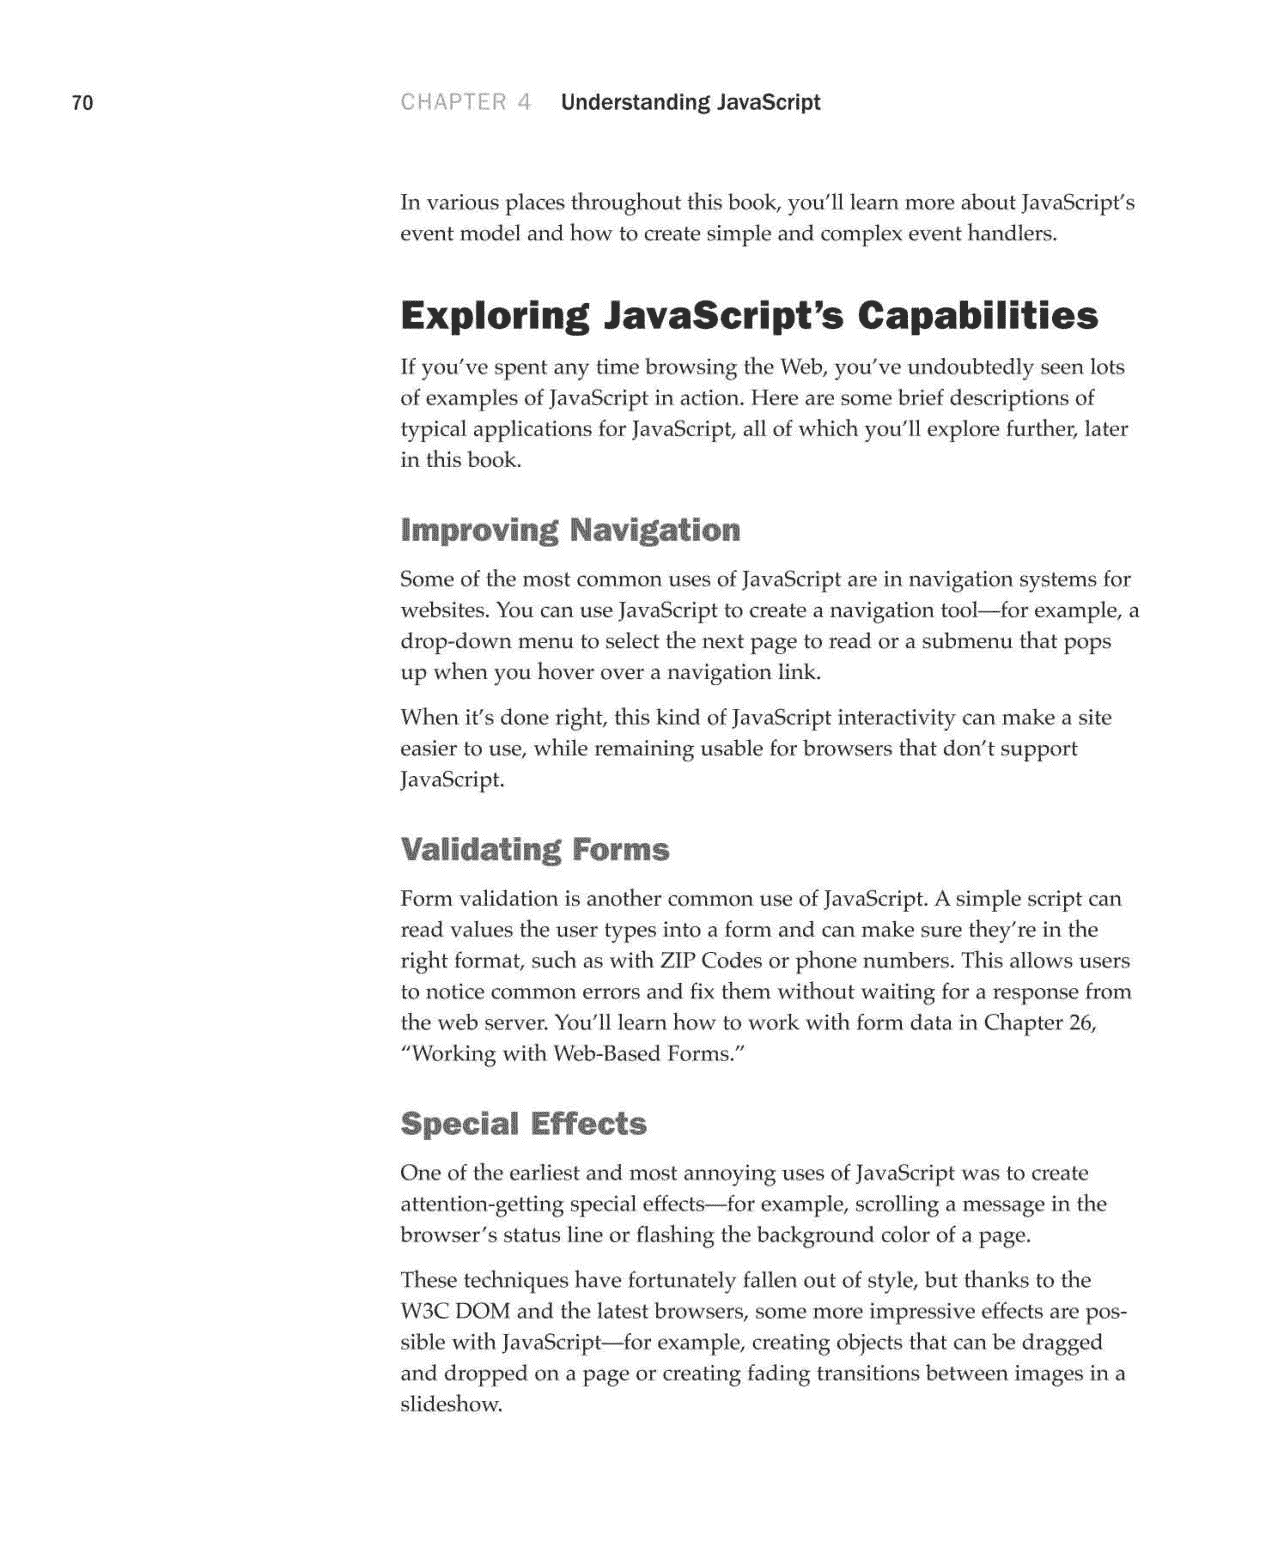 70
CHAPTER 4 Understanding JavaScript
In various places throughout this book, you'll learn more about JavaScript's
event model and how to create simple and complex event handlers.
Exploring JavaScript's Capabilities
If you've spent any time browsing the Web, you've undoubtedly seen lots
of examples of JavaScript in action. Here are some brief descriptions of
typical applications for JavaScript, all of which you'll explore further, later
in this book.
Improving Navigation
Some of the most common uses of JavaScript are in navigation systems for
websites. You can use JavaScript to create a navigation tool—for example, a
drop-down menu to select the next page to read or a submenu that pops
up when you hover over a navigation link.
When it's done right, this kind of JavaScript interactivity can make a site
easier to use, while remaining usable for browsers that don't support
JavaScript.
Validating Forms
Form validation is another common use of JavaScript. A simple script can
read values the user types into a form and can make sure they're in the
right format, such as with ZIP Codes or phone numbers. This allows users
to notice common errors and fix them without waiting for a response from
the web server. You'll learn how to work with form data in Chapter 26,
"Working with Web-Based Forms."
Special Effects
One of the earliest and most annoying uses of JavaScript was to create
attention-getting special effects—for example, scrolling a message in the
browser's status line or flashing the background color of a page.
These techniques have fortunately fallen out of style, but thanks to the
W3C DOM and the latest browsers, some more impressive effects are pos-
sible with JavaScript—for example, creating objects that can be dragged
and dropped on a page or creating fading transitions between images in a
slideshow.